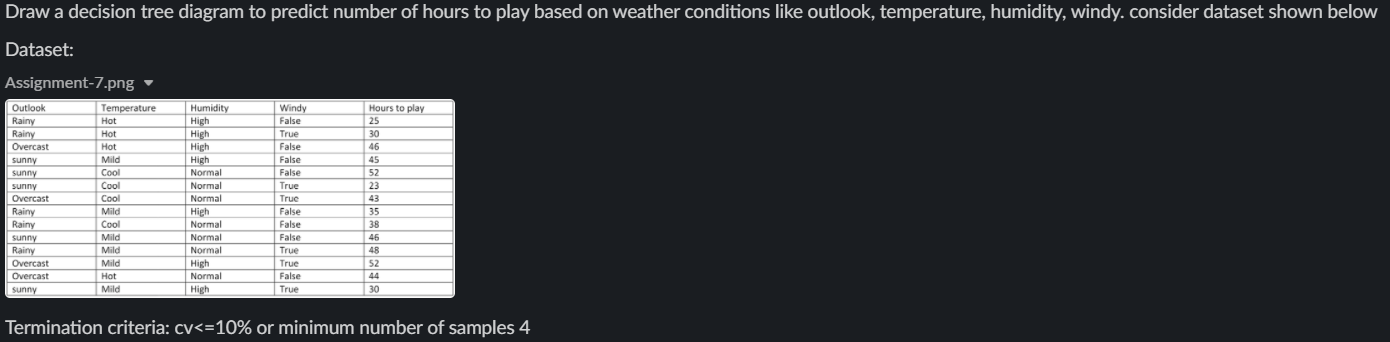 Draw a decision tree diagram to predict number of hours to play based on weather conditions like outlook, temperature, humidity, windy. consider dataset shown below
Dataset:
Assignment-7.png
Outlook Temperature Humidity Windy Hours to play
Rainy Hot High False 25
Rainy Hot High True 30
Overcast Hot High False 46
sunny Mild High False 45
sunny Cool Normal False 52
sunny Cool Normal True 23
Overcast Cool Normal True 43
Rainy Mild High False 35
Rainy Cool Normal False 38
sunny Mild Normal False 46
Rainy Mild Normal True 48
Overcast Mild High True 52
Overcast Hot Normal False 44
sunny Mild High True 30
Termination criteria: cv<=10% or minimum number of samples 4